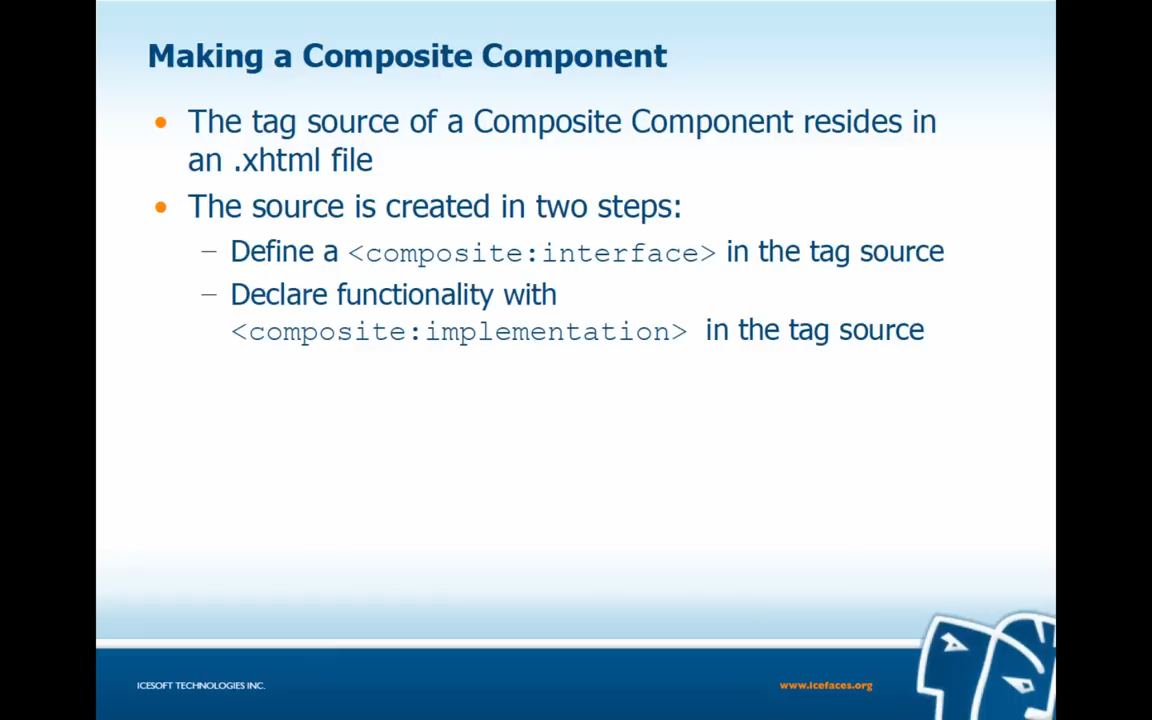 Making a Composite Component
• The tag source of a Composite Component resides in
an .xhtml file
• The source is created in two steps:
– Define a <composite:interface> in the tag source
– Declare functionality with
<composite:implementation> in the tag source
ICESOFT TECHNOLOGIES INC.
www.icefaces.org